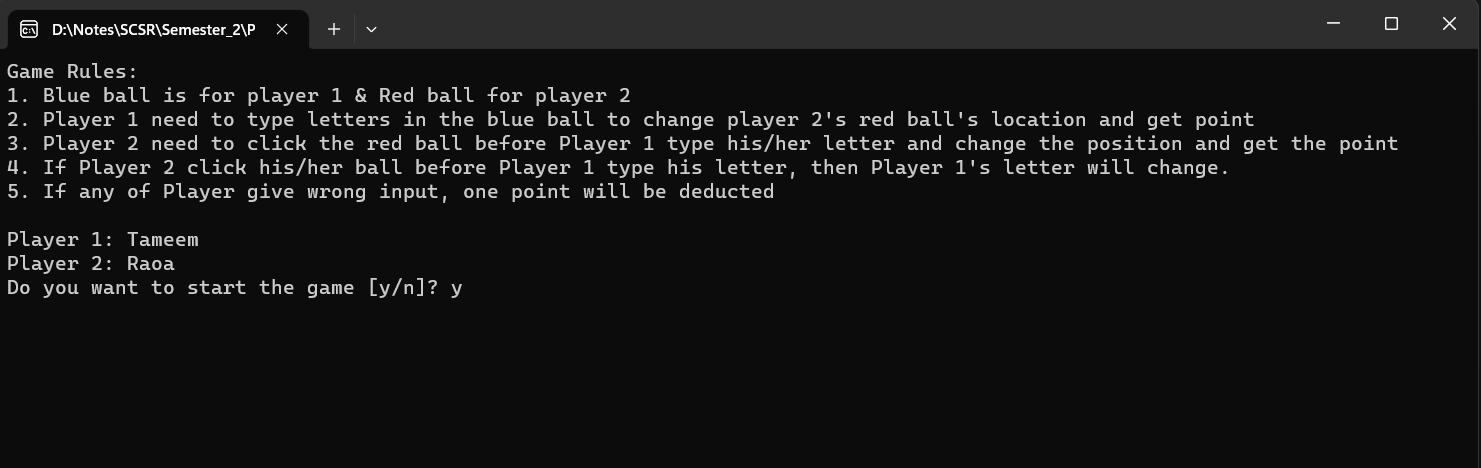 D:\Notes\SCSR\Semester_2\P
Game Rules:
1. Blue ball is for player 1 & Red ball for player 2
2. Player 1 need to type letters in the blue ball to change player 2's red ball's location and get point
3. Player 2 need to click the red ball before Player 1 type his/her letter and change the position and get the point
4. If Player 2 click his/her ball before Player 1 type his letter, then Player 1's letter will change.
5. If any of Player give wrong input, one point will be deducted
Player 1: Tameem
Player 2: Raoa
Do you want to start the game [y/n]? y